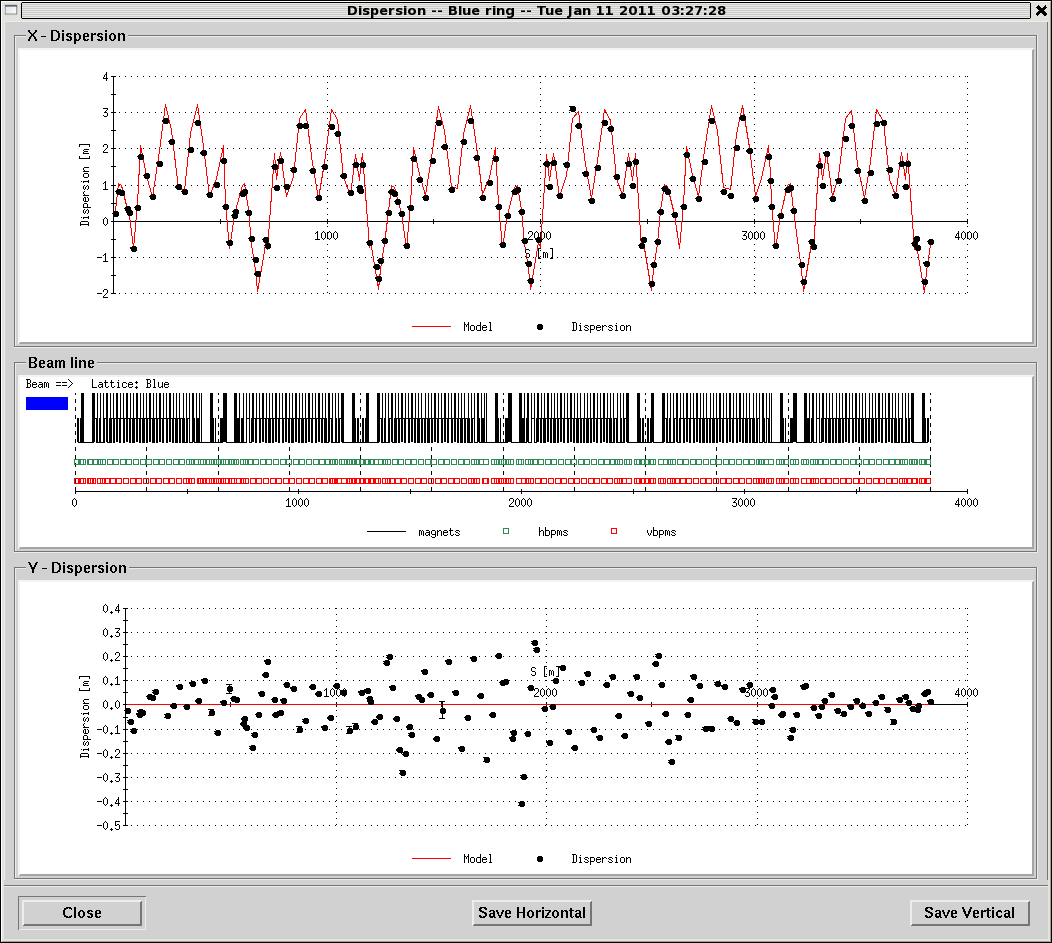 Dispersion -- Blue ring -- Tue Jan 11 2011 03:27:28
X - Dispersion
4
3
2
1
0
-1
-2
Dispersion [m]
1000
2000
3000
4000
S [m]
Model
Dispersion
Beam line
Beam ==> Lattice: Blue
0
1000
2000
3000
4000
magnets
hbpms
vbpms
Y - Dispersion
0.4
0.3
0.2
0.1
0.0
-0.1
-0.2
-0.3
-0.4
-0.5
Dispersion [m]
S [m]
1000
2000
3000
4000
Model
Dispersion
Close
Save Horizontal
Save Vertical